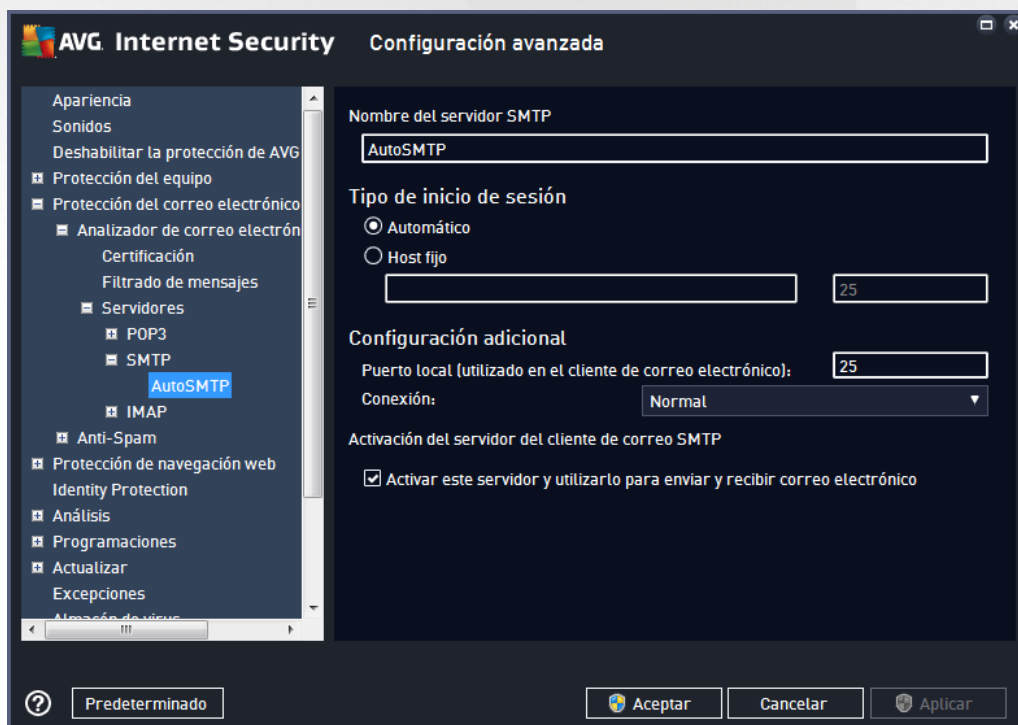 AVG Internet Security Configuración avanzada
Apariencia
Sonidos
Deshabilitar la protección de AVG
Protección del equipo
Protección del correo electrónico
Analizador de correo electrón
Certificación
Filtrado de mensajes
Servidores
POP3
SMTP
AutoSMTP
IMAP
Anti-Spam
Protección de navegación web
Identity Protection
Análisis
Programaciones
Actualizar
Excepciones
Almacén de virus
Nombre del servidor SMTP
AutoSMTP
Tipo de inicio de sesión
Automático
Host fijo
25
Configuración adicional
Puerto local (utilizado en el cliente de correo electrónico): 25
Conexión: Normal
Activación del servidor del cliente de correo SMTP
Activar este servidor y utilizarlo para enviar y recibir correo electrónico
? Predeterminado Aceptar Cancelar Aplicar